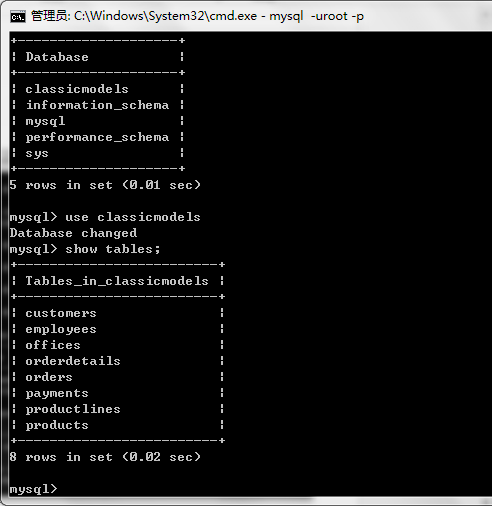 管理员: C:\Windows\System32\cmd.exe - mysql  -uroot -p
+--------------------+
| Database           |
+--------------------+
| classicmodels      |
| information_schema |
| mysql              |
| performance_schema |
| sys                |
+--------------------+
5 rows in set (0.01 sec)
mysql> use classicmodels
Database changed
mysql> show tables;
+-------------------------+
| Tables_in_classicmodels |
+-------------------------+
| customers               |
| employees               |
| offices                 |
| orderdetails            |
| orders                  |
| payments                |
| productlines            |
| products                |
+-------------------------+
8 rows in set (0.02 sec)
mysql>